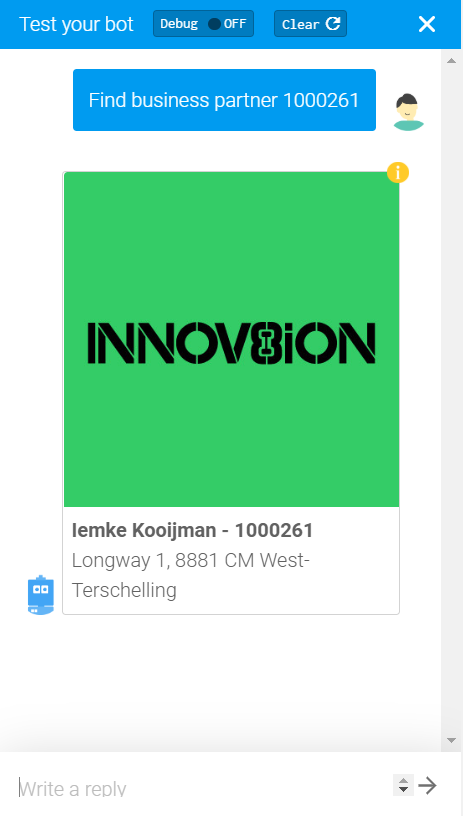 Test your bot Debug OFF Clear
Find business partner 1000261
i
INNOV8iON
Iemke Kooijman - 1000261
Longway 1, 8881 CM West-
Terschelling
Write a reply